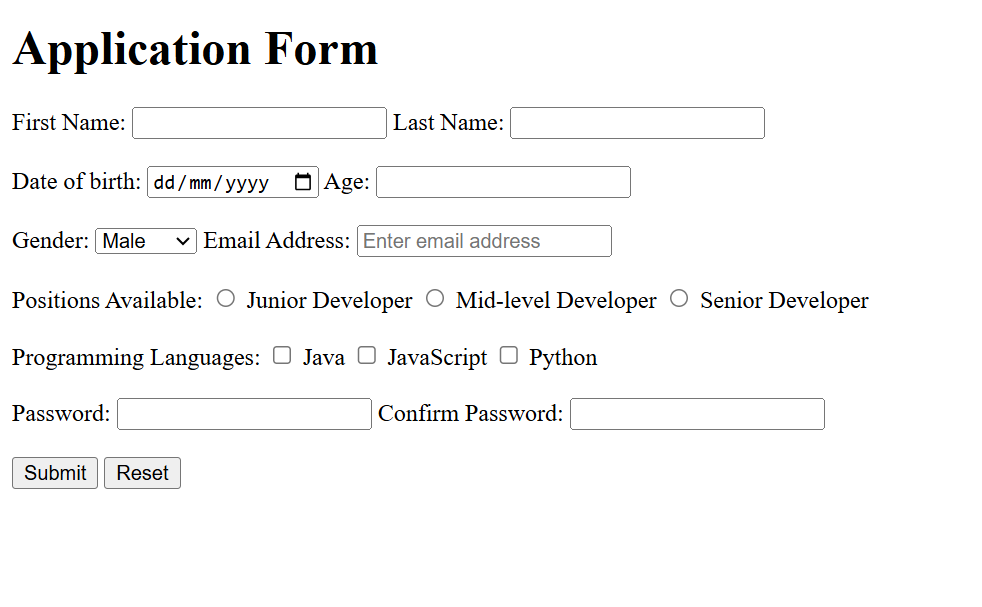 Application Form
First Name: Last Name:
Date of birth: dd/mm/yyyy Age:
Gender: Male Email Address: Enter email address
Positions Available: Junior Developer Mid-level Developer Senior Developer
Programming Languages: Java JavaScript Python
Password: Confirm Password:
Submit Reset